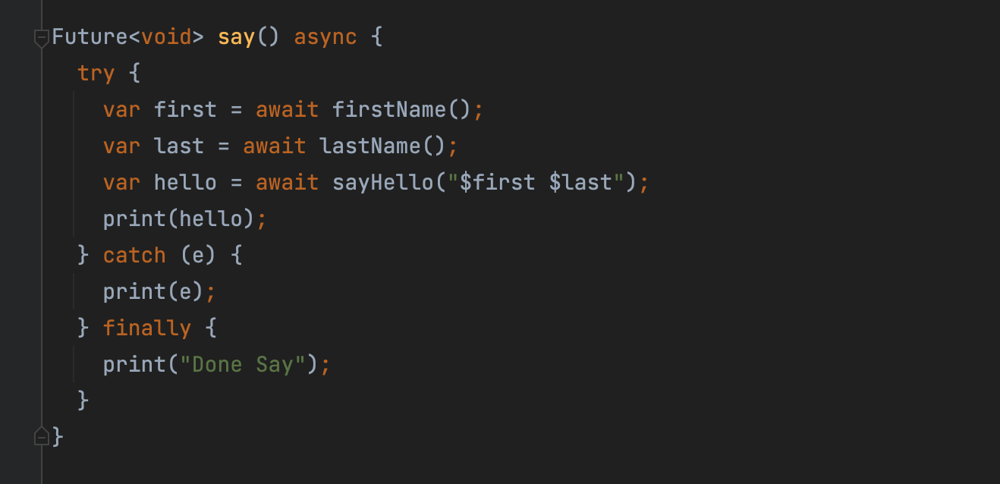 Future<void> say() async {
  try {
    var first = await firstName();
    var last = await lastName();
    var hello = await sayHello("$first $last");
    print(hello);
  } catch (e) {
    print(e);
  } finally {
    print("Done Say");
  }
}